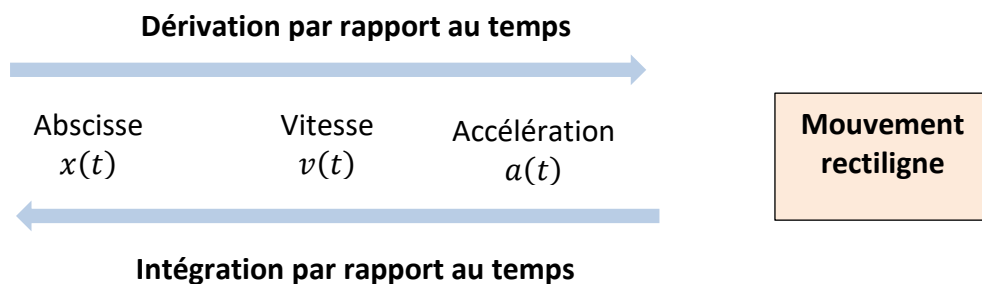 Dérivation par rapport au temps
Abscisse
x(t)
Vitesse
v(t)
Accélération
a(t)
Mouvement
rectiligne
Intégration par rapport au temps